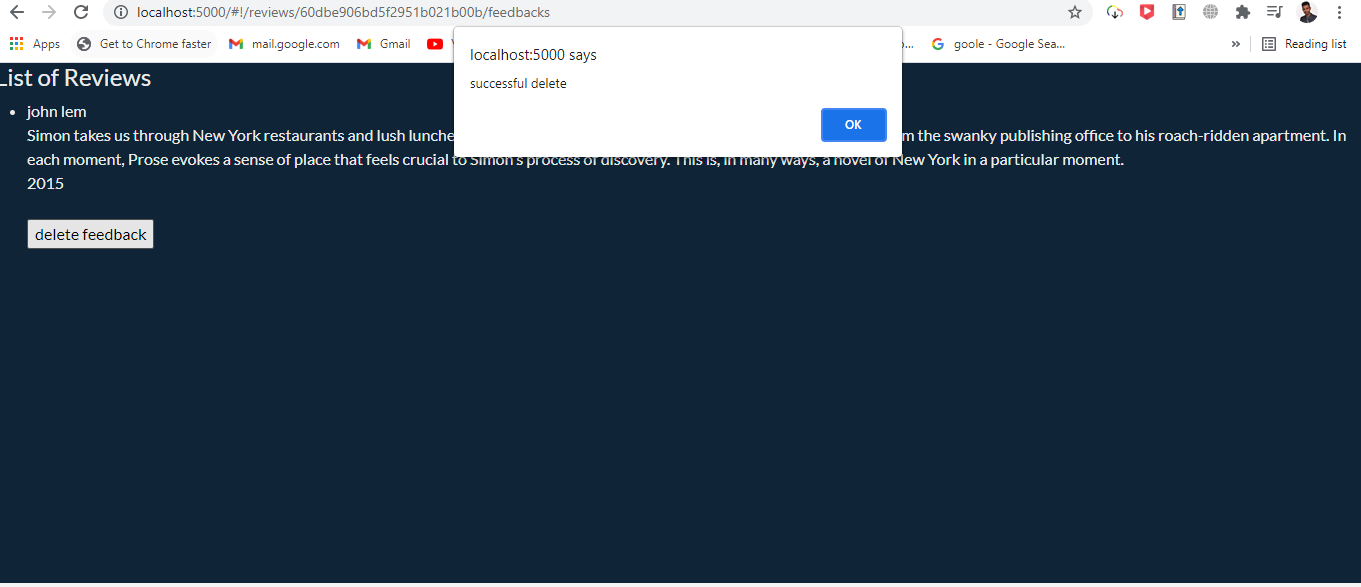 localhost:5000/#!/reviews/60dbe906bd5f2951b021b00b/feedbacks
Apps Get to Chrome faster mail.google.com Gmail goole - Google Sea... » Reading list
localhost:5000 says
successful delete
OK
List of Reviews
john lem
Simon takes us through New York restaurants and lush lunche the swanky publishing office to his roach-ridden apartment. In
each moment, Prose evokes a sense of place that feels crucial to Simon's process of discovery. This is, in many ways, a novel of New York in a particular moment.
2015
delete feedback